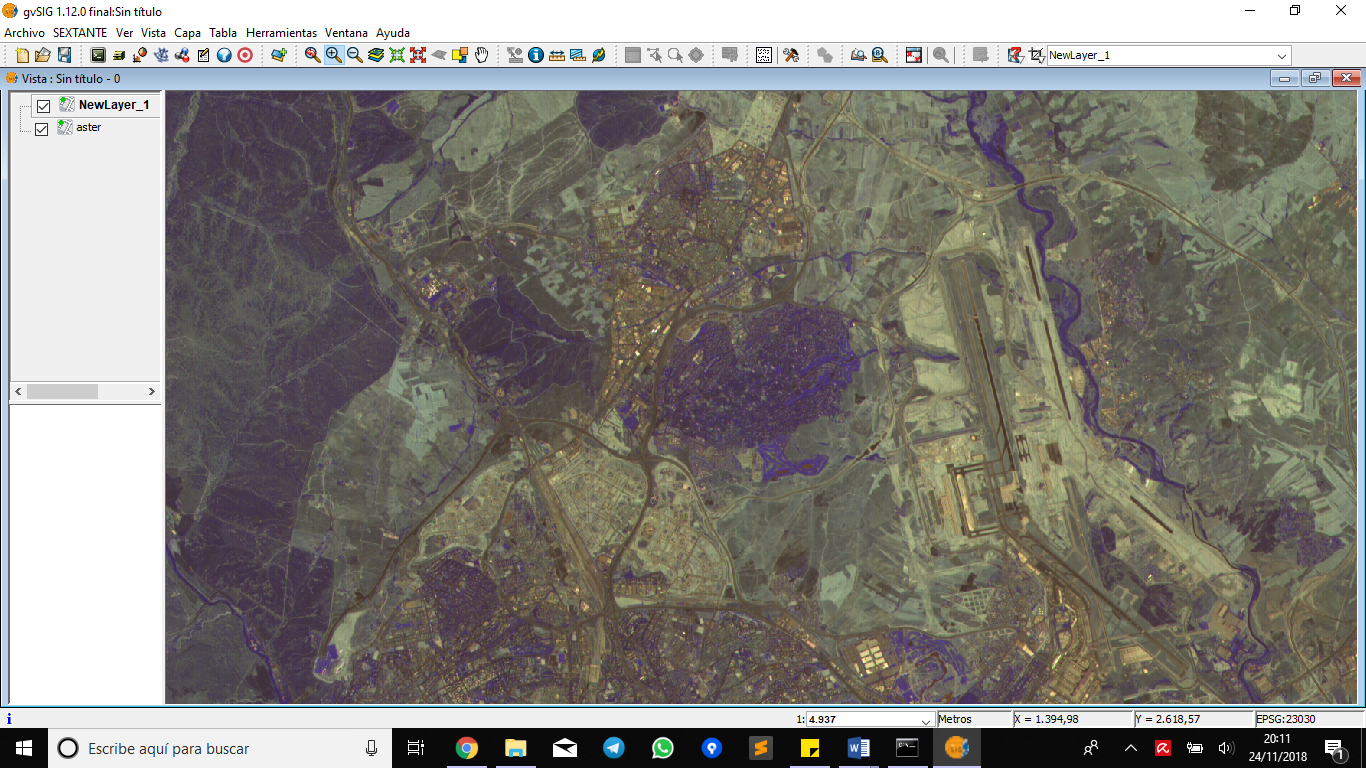 gvSIG 1.12.0 final:Sin título
Archivo SEXTANTE Ver Vista Capa Tabla Herramientas Ventana Ayuda
NewLayer_1
Vista : Sin título - 0
NewLayer_1
aster
1: 4.937 Metros X = 1.394,98 Y = 2.618,57 EPSG:23030
Escribe aquí para buscar
20:11
24/11/2018
1